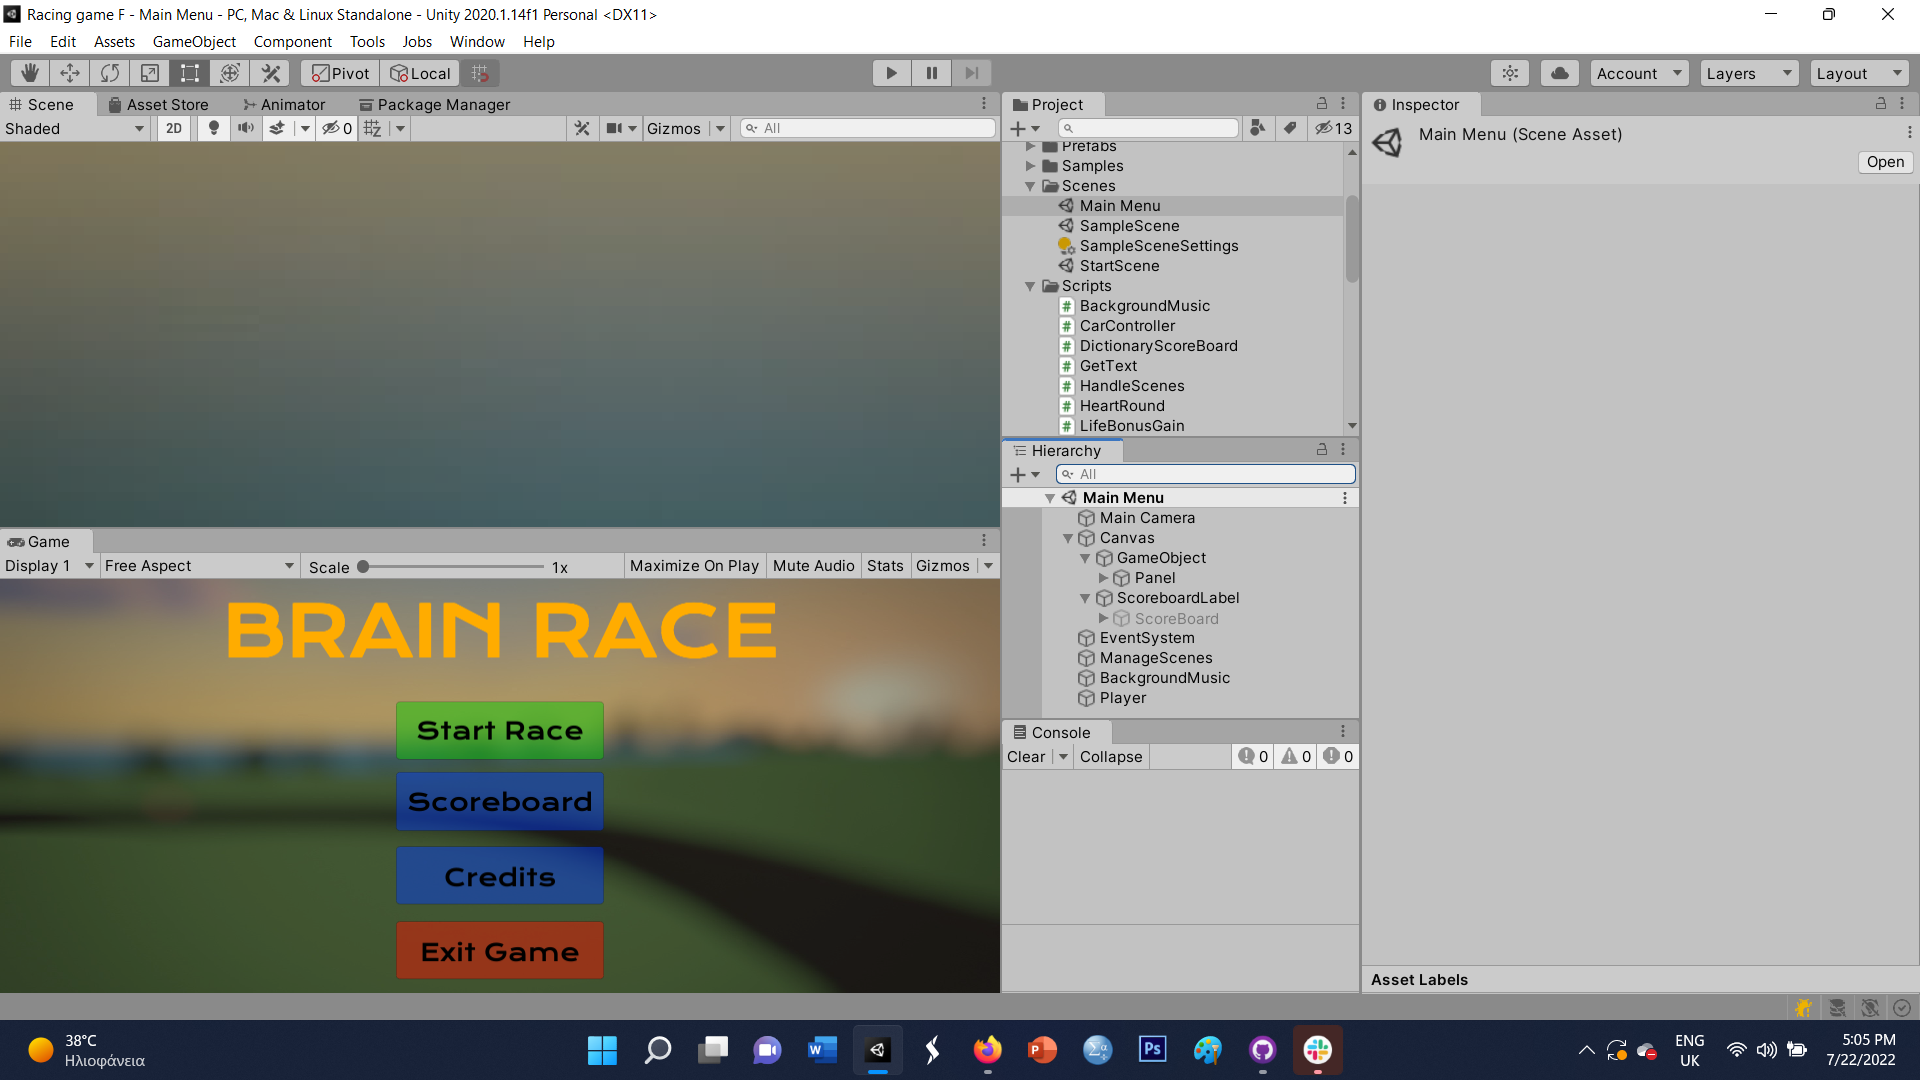 Racing game F - Main Menu - PC, Mac & Linux Standalone - Unity 2020.1.14f1 Personal <DX11>
File Edit Assets GameObject Component Tools Jobs Window Help
Pivot Local Account Layers Layout
Scene Asset Store Animator Package Manager
Shaded 2D 0 Gizmos All
Game
Display 1 Free Aspect Scale 1x Maximize On Play Mute Audio Stats Gizmos
BRAIN RACE
Start Race
Scoreboard
Credits
Exit Game
Project
13
Prefabs
Samples
Scenes
Main Menu
SampleScene
SampleSceneSettings
StartScene
Scripts
BackgroundMusic
CarController
DictionaryScoreBoard
GetText
HandleScenes
HeartRound
LifeBonusGain
Hierarchy
All
Main Menu
Main Camera
Canvas
GameObject
Panel
ScoreboardLabel
ScoreBoard
EventSystem
ManageScenes
BackgroundMusic
Player
Console
Clear Collapse 0 0 0
Inspector
Main Menu (Scene Asset)
Open
Asset Labels
38°C
Ηλιοφάνεια
ENG
UK
5:05 PM
7/22/2022